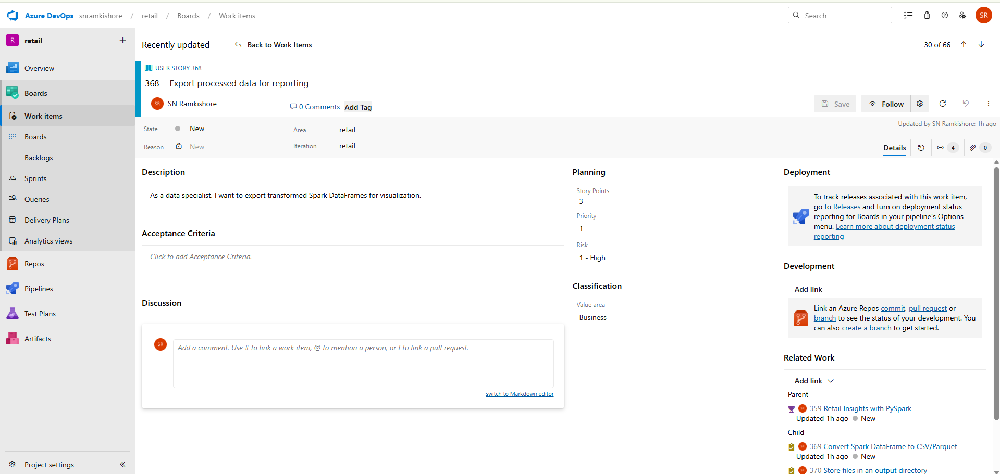 Azure DevOps snramkishore / retail / Boards / Work items
Search
SR
R retail
Recently updated
Back to Work Items
30 of 66
Overview
Boards
Work items
Boards
Backlogs
Sprints
Queries
Delivery Plans
Analytics views
Repos
Pipelines
Test Plans
Artifacts
Project settings
USER STORY 368
368 Export processed data for reporting
SR SN Ramkishore
0 Comments
Add Tag
Save
Follow
State New
Area retail
Updated by SN Ramkishore: 1h ago
Reason New
Iteration retail
Details
4
0
Description
As a data specialist, I want to export transformed Spark DataFrames for visualization.
Acceptance Criteria
Click to add Acceptance Criteria.
Discussion
SR
Add a comment. Use # to link a work item, @ to mention a person, or ! to link a pull request.
switch to Markdown editor
Planning
Story Points
3
Priority
1
Risk
1 - High
Classification
Value area
Business
Deployment
To track releases associated with this work item,
go to Releases and turn on deployment status
reporting for Boards in your pipeline's Options
menu. Learn more about deployment status
reporting
Development
Add link
Link an Azure Repos commit, pull request or
branch to see the status of your development. You
can also create a branch to get started.
Related Work
Add link
Parent
SR 359 Retail Insights with PySpark
Updated 1h ago New
Child
SR 369 Convert Spark DataFrame to CSV/Parquet
Updated 1h ago New
SR 370 Store files in an output directory